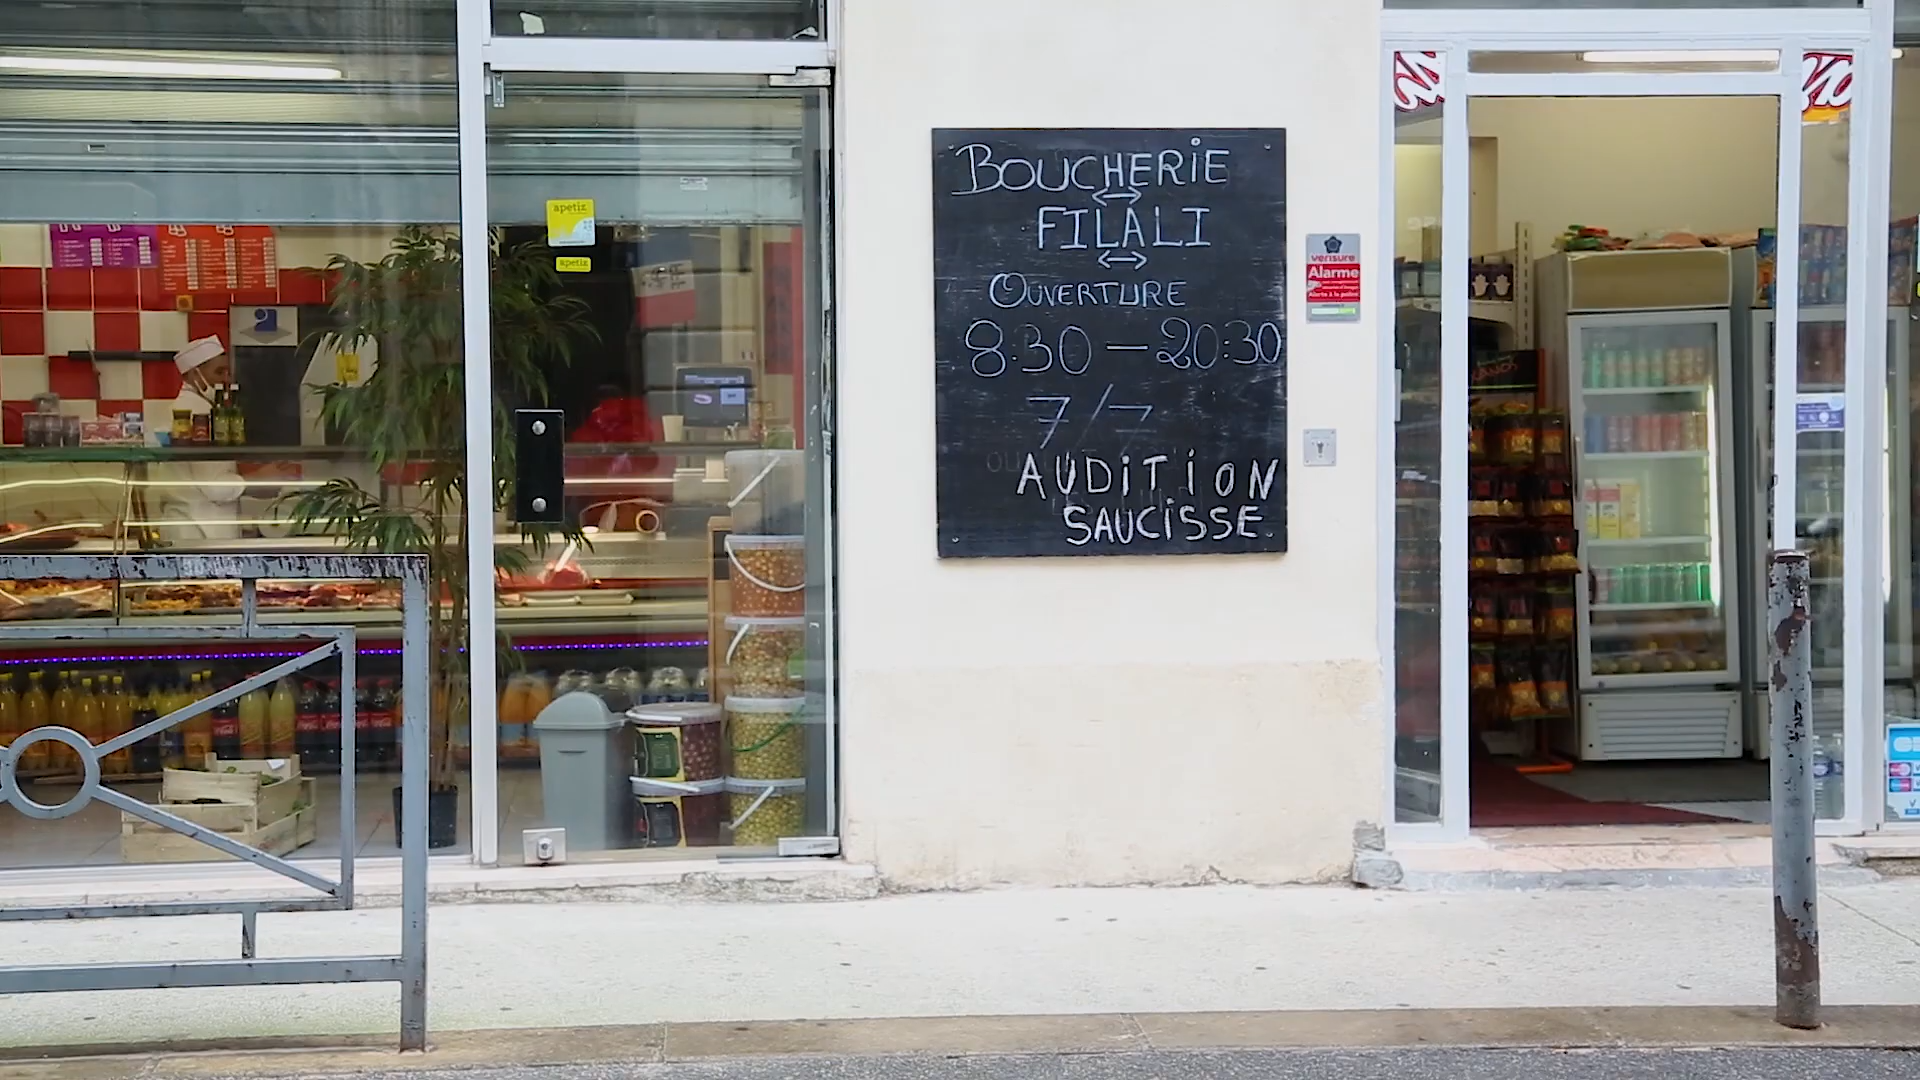 apetiz
apetiz
BOUCHERIE
FILALI
OUVERTURE
8:30 — 20:30
7/7
AUDITION
SAUCISSE
verisure
Alarme